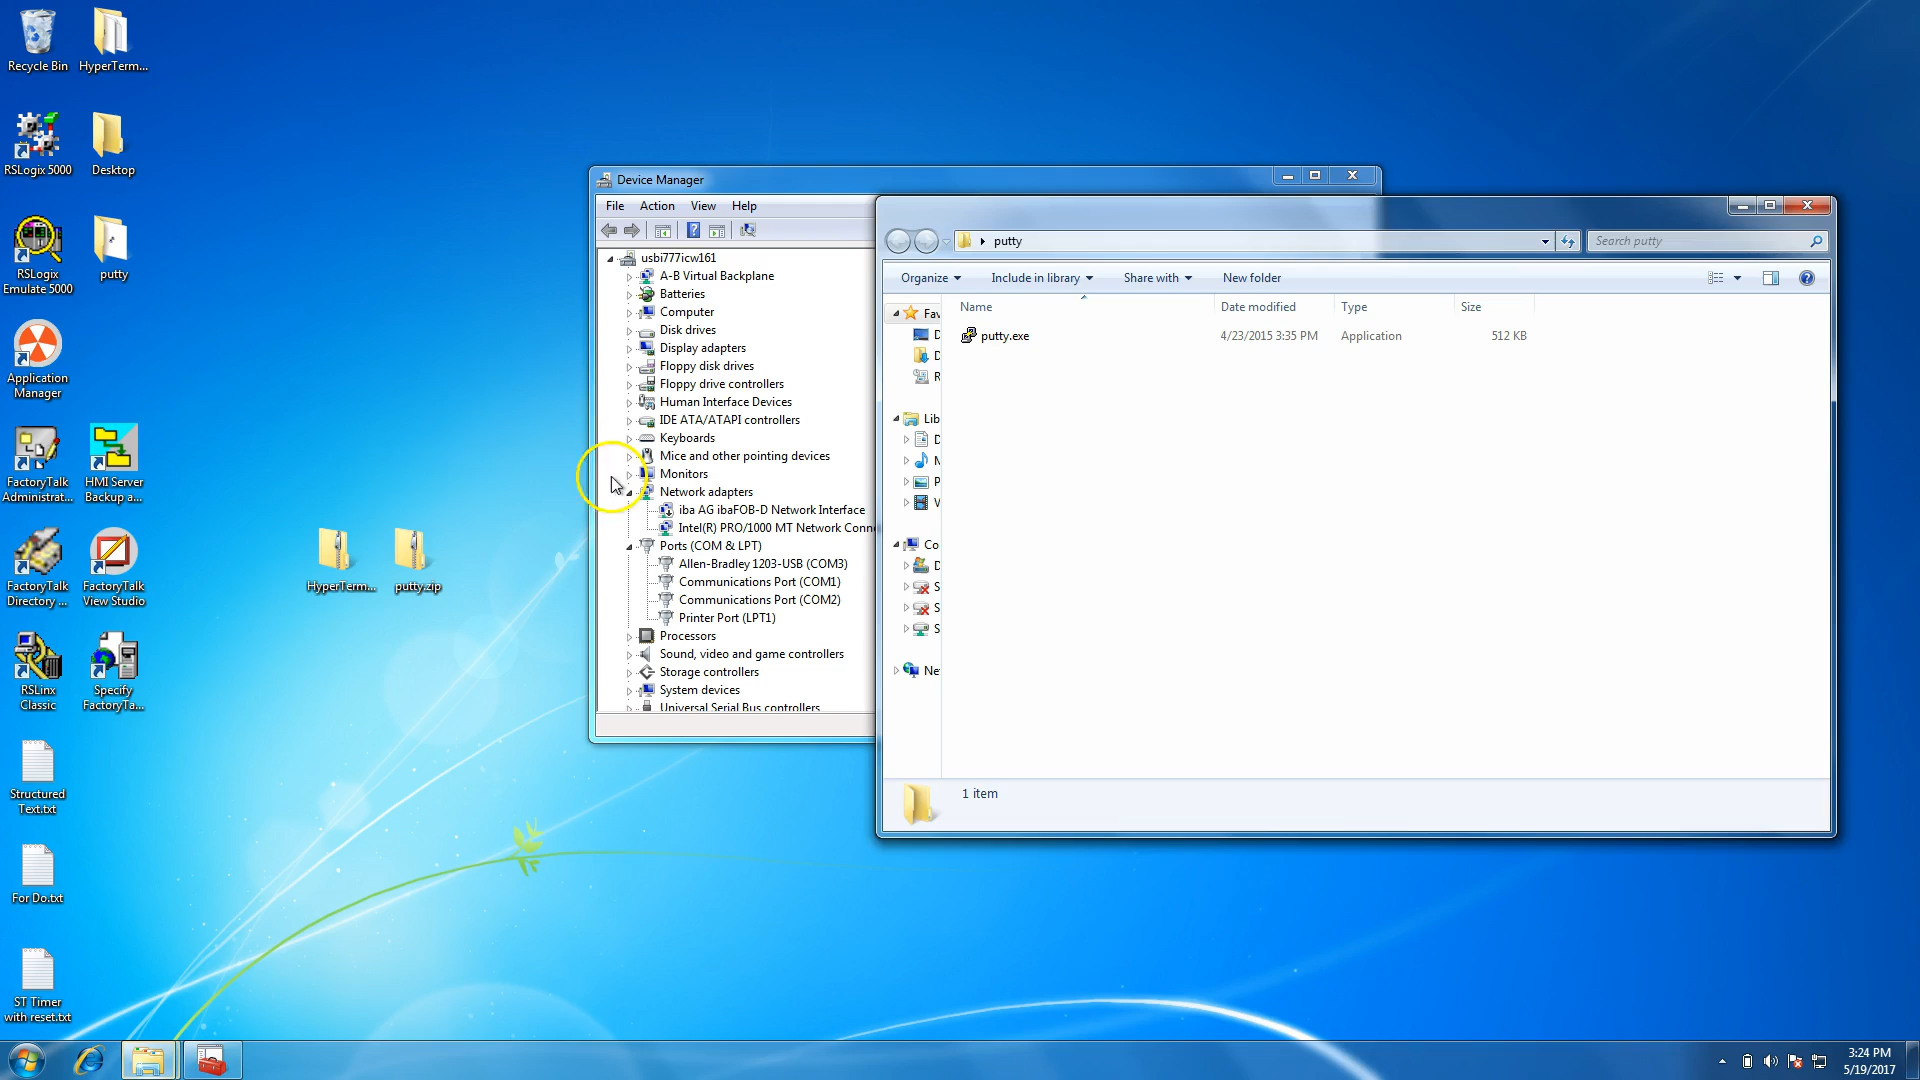 Recycle Bin
HyperTerm...
RSLogix 5000
Desktop
RSLogix
Emulate 5000
putty
Application
Manager
FactoryTalk
Administrat...
HMI Server
Backup a...
FactoryTalk
Directory ...
FactoryTalk
View Studio
RSLinx
Classic
Specify
FactoryTa...
Structured
Text.txt
For Do.txt
ST Timer
with reset.txt
HyperTerm...
putty.zip
Device Manager
File Action View Help
usbi777icw161
A-B Virtual Backplane
Batteries
Computer
Disk drives
Display adapters
Floppy disk drives
Floppy drive controllers
Human Interface Devices
IDE ATA/ATAPI controllers
Keyboards
Mice and other pointing devices
Monitors
Network adapters
iba AG ibaFOB-D Network Interface
Intel(R) PRO/1000 MT Network Conne
Ports (COM & LPT)
Allen-Bradley 1203-USB (COM3)
Communications Port (COM1)
Communications Port (COM2)
Printer Port (LPT1)
Processors
Sound, video and game controllers
Storage controllers
System devices
Universal Serial Bus controllers
putty
Search putty
Organize Include in library Share with New folder
Name Date modified Type Size
putty.exe 4/23/2015 3:35 PM Application 512 KB
Fav
D
D
R
Lib
D
M
P
V
Co
D
S
S
S
Ne
1 item
3:24 PM
5/19/2017